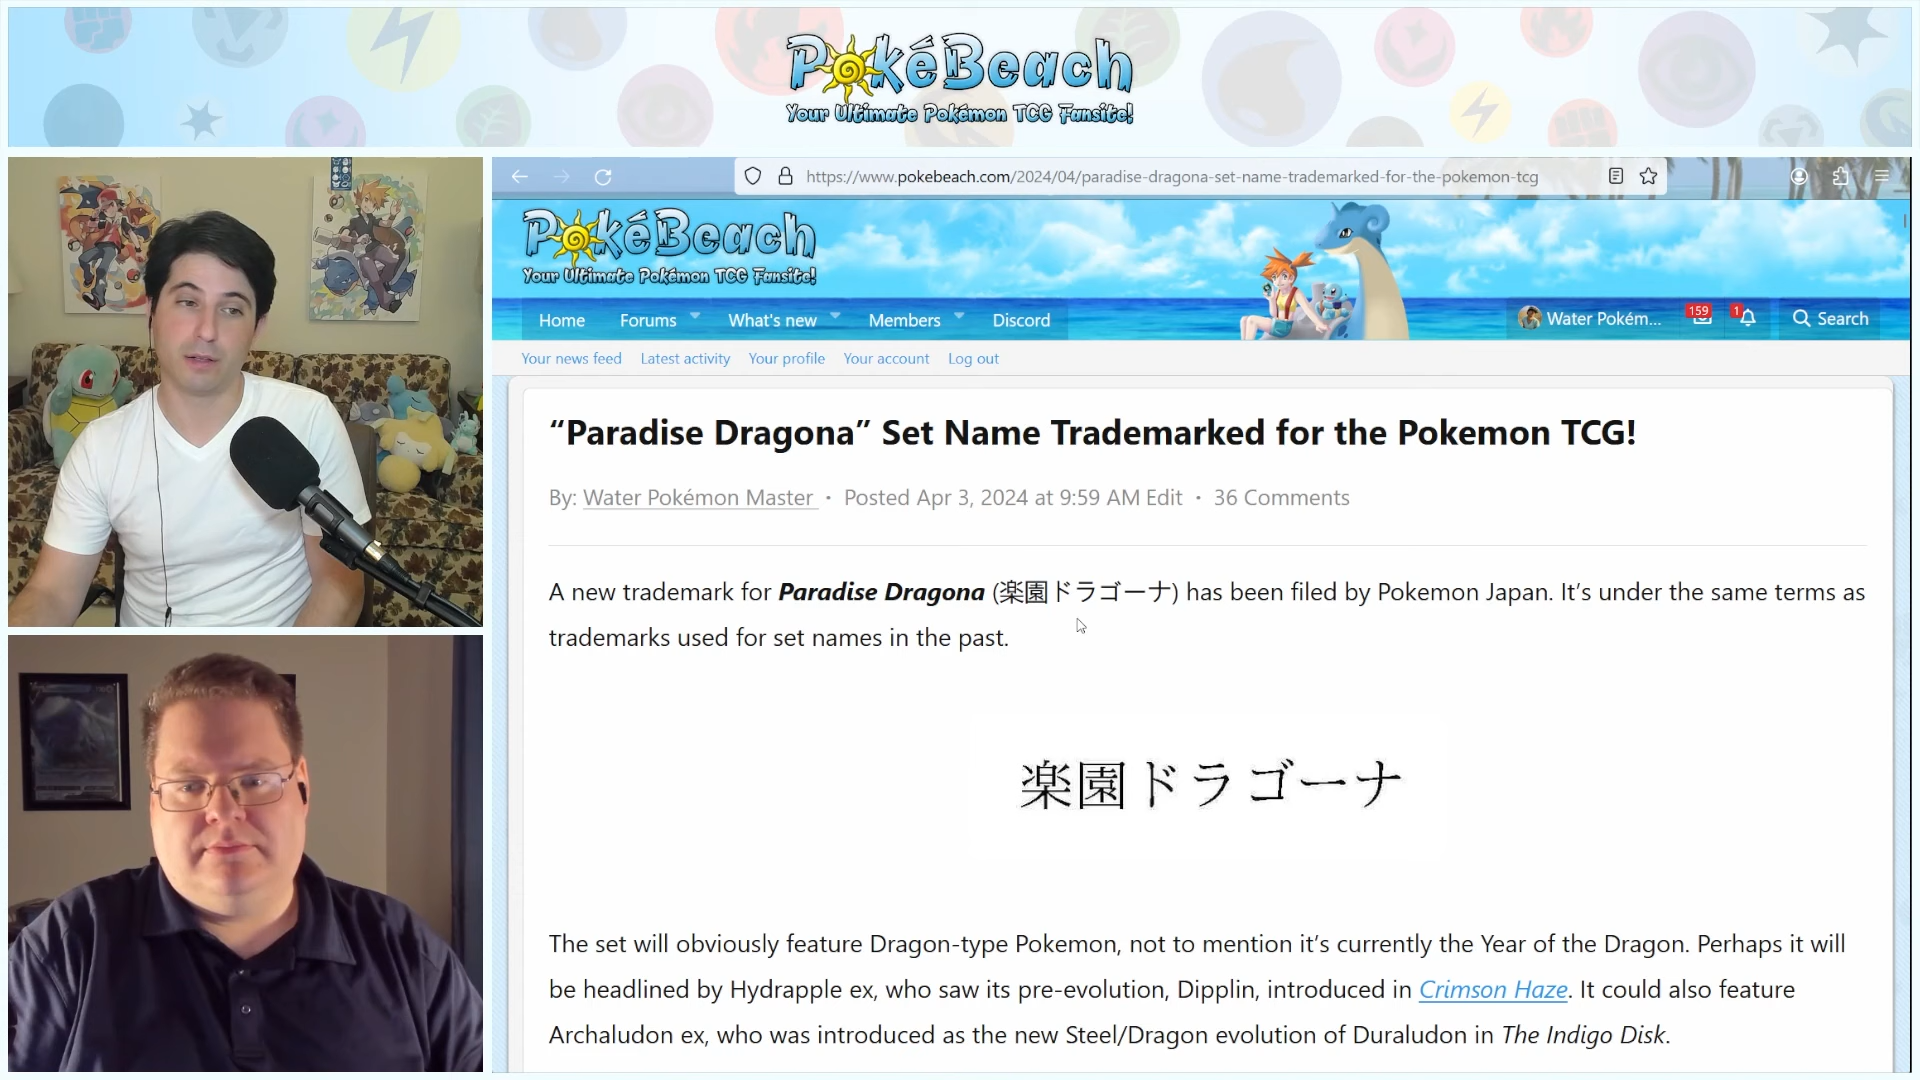 PokéBeach
Your Ultimate Pokémon TCG Fansite!
https://www.pokebeach.com/2024/04/paradise-dragona-set-name-trademarked-for-the-pokemon-tcg
PokéBeach
Your Ultimate Pokémon TCG Fansite!
Home Forums What's new Members Discord Water Pokém... 159 1 Search
Your news feed Latest activity Your profile Your account Log out
“Paradise Dragona” Set Name Trademarked for the Pokemon TCG!
By: Water Pokémon Master · Posted Apr 3, 2024 at 9:59 AM Edit · 36 Comments
A new trademark for Paradise Dragona (楽園ドラゴーナ) has been filed by Pokemon Japan. It’s under the same terms as
trademarks used for set names in the past.
楽園ドラゴーナ
The set will obviously feature Dragon-type Pokemon, not to mention it’s currently the Year of the Dragon. Perhaps it will
be headlined by Hydrapple ex, who saw its pre-evolution, Dipplin, introduced in Crimson Haze. It could also feature
Archaludon ex, who was introduced as the new Steel/Dragon evolution of Duraludon in The Indigo Disk.